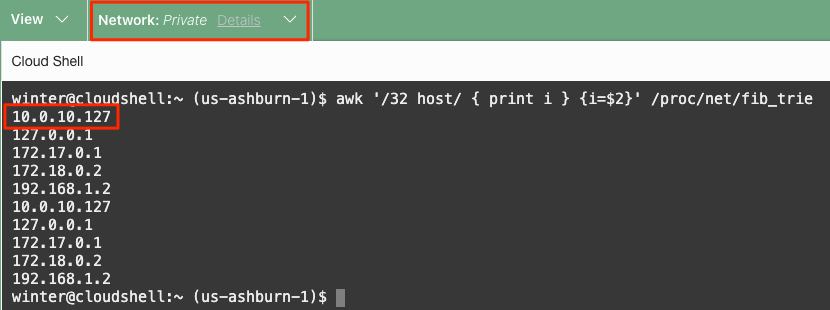 View Network: Private Details
Cloud Shell
winter@cloudshell:~ (us-ashburn-1)$ awk '/32 host/ { print i } {i=$2}' /proc/net/fib_trie
10.0.10.127
127.0.0.1
172.17.0.1
172.18.0.2
192.168.1.2
10.0.10.127
127.0.0.1
172.17.0.1
172.18.0.2
192.168.1.2
winter@cloudshell:~ (us-ashburn-1)$